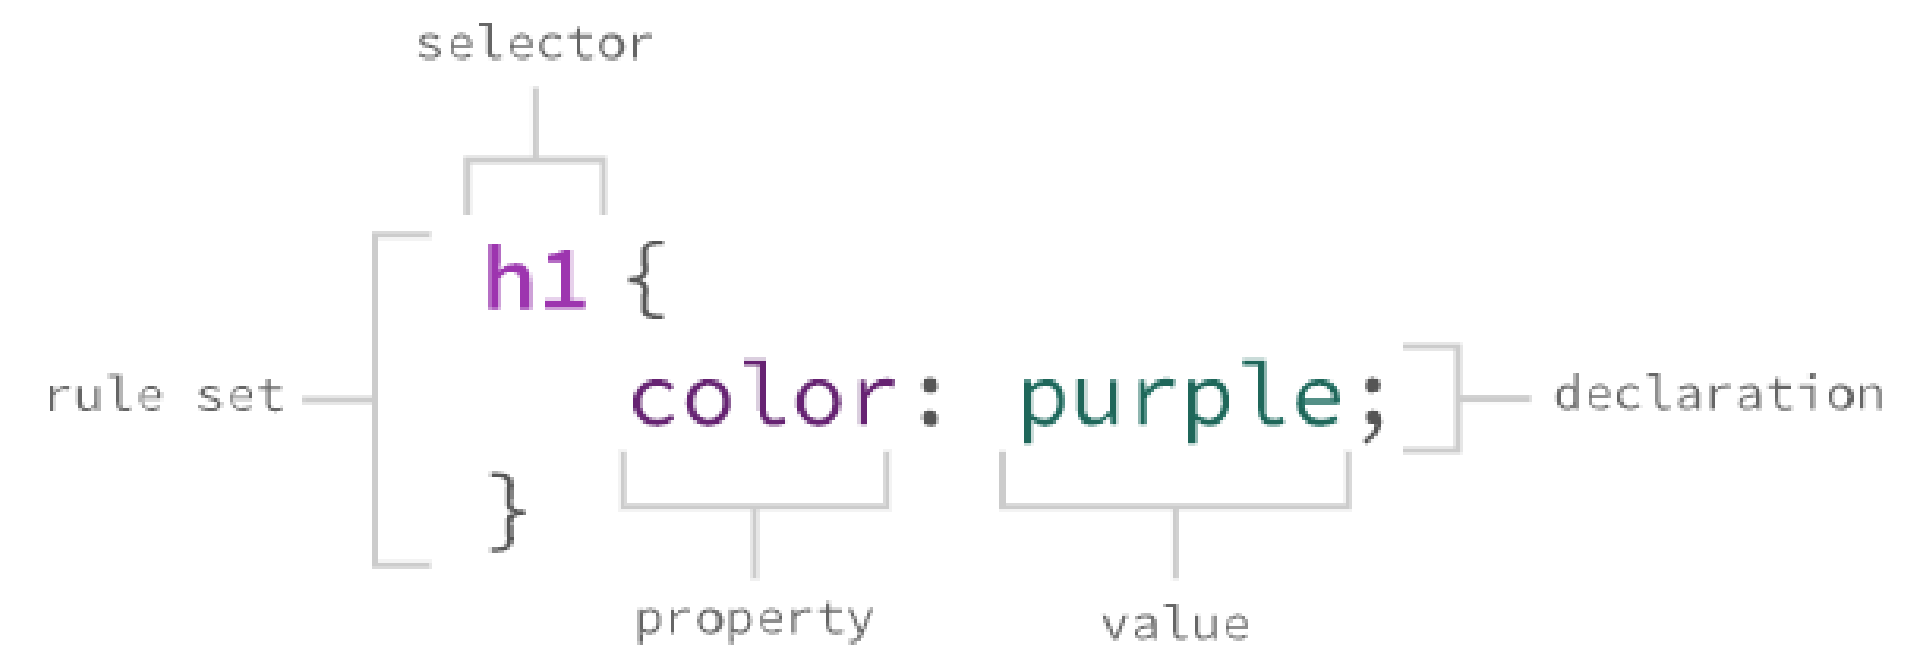 selector
h1 {
rule set
color: purple;
declaration
}
property
value